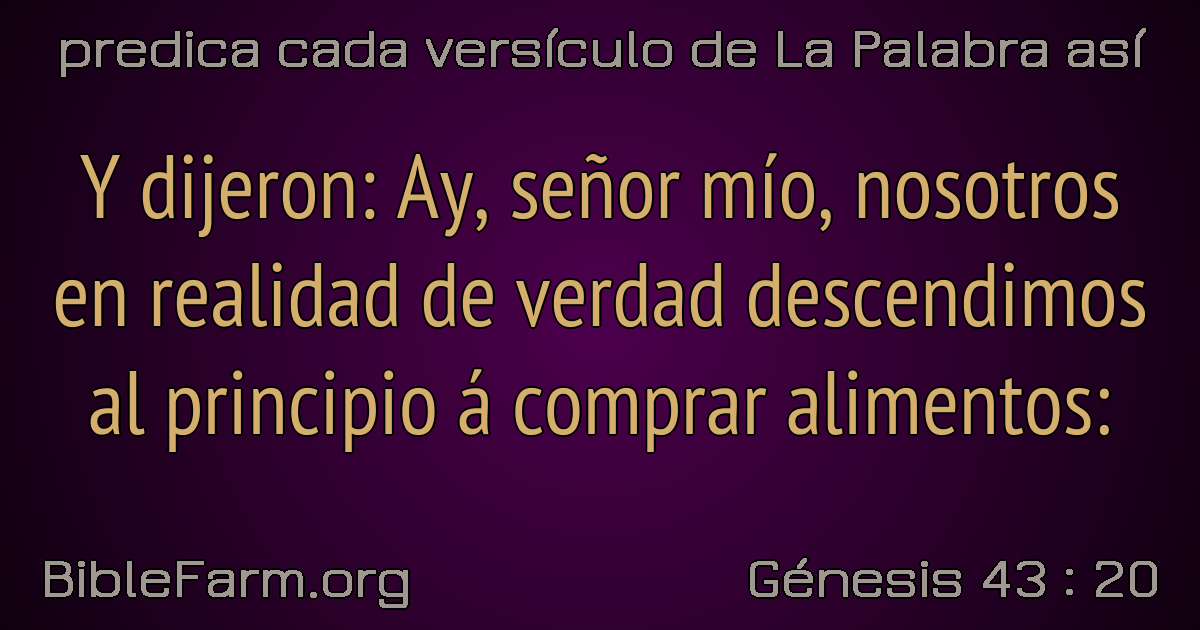 predica cada versículo de La Palabra así
Y dijeron: Ay, señor mío, nosotros
en realidad de verdad descendimos
al principio á comprar alimentos:
BibleFarm.org
Génesis 43 : 20